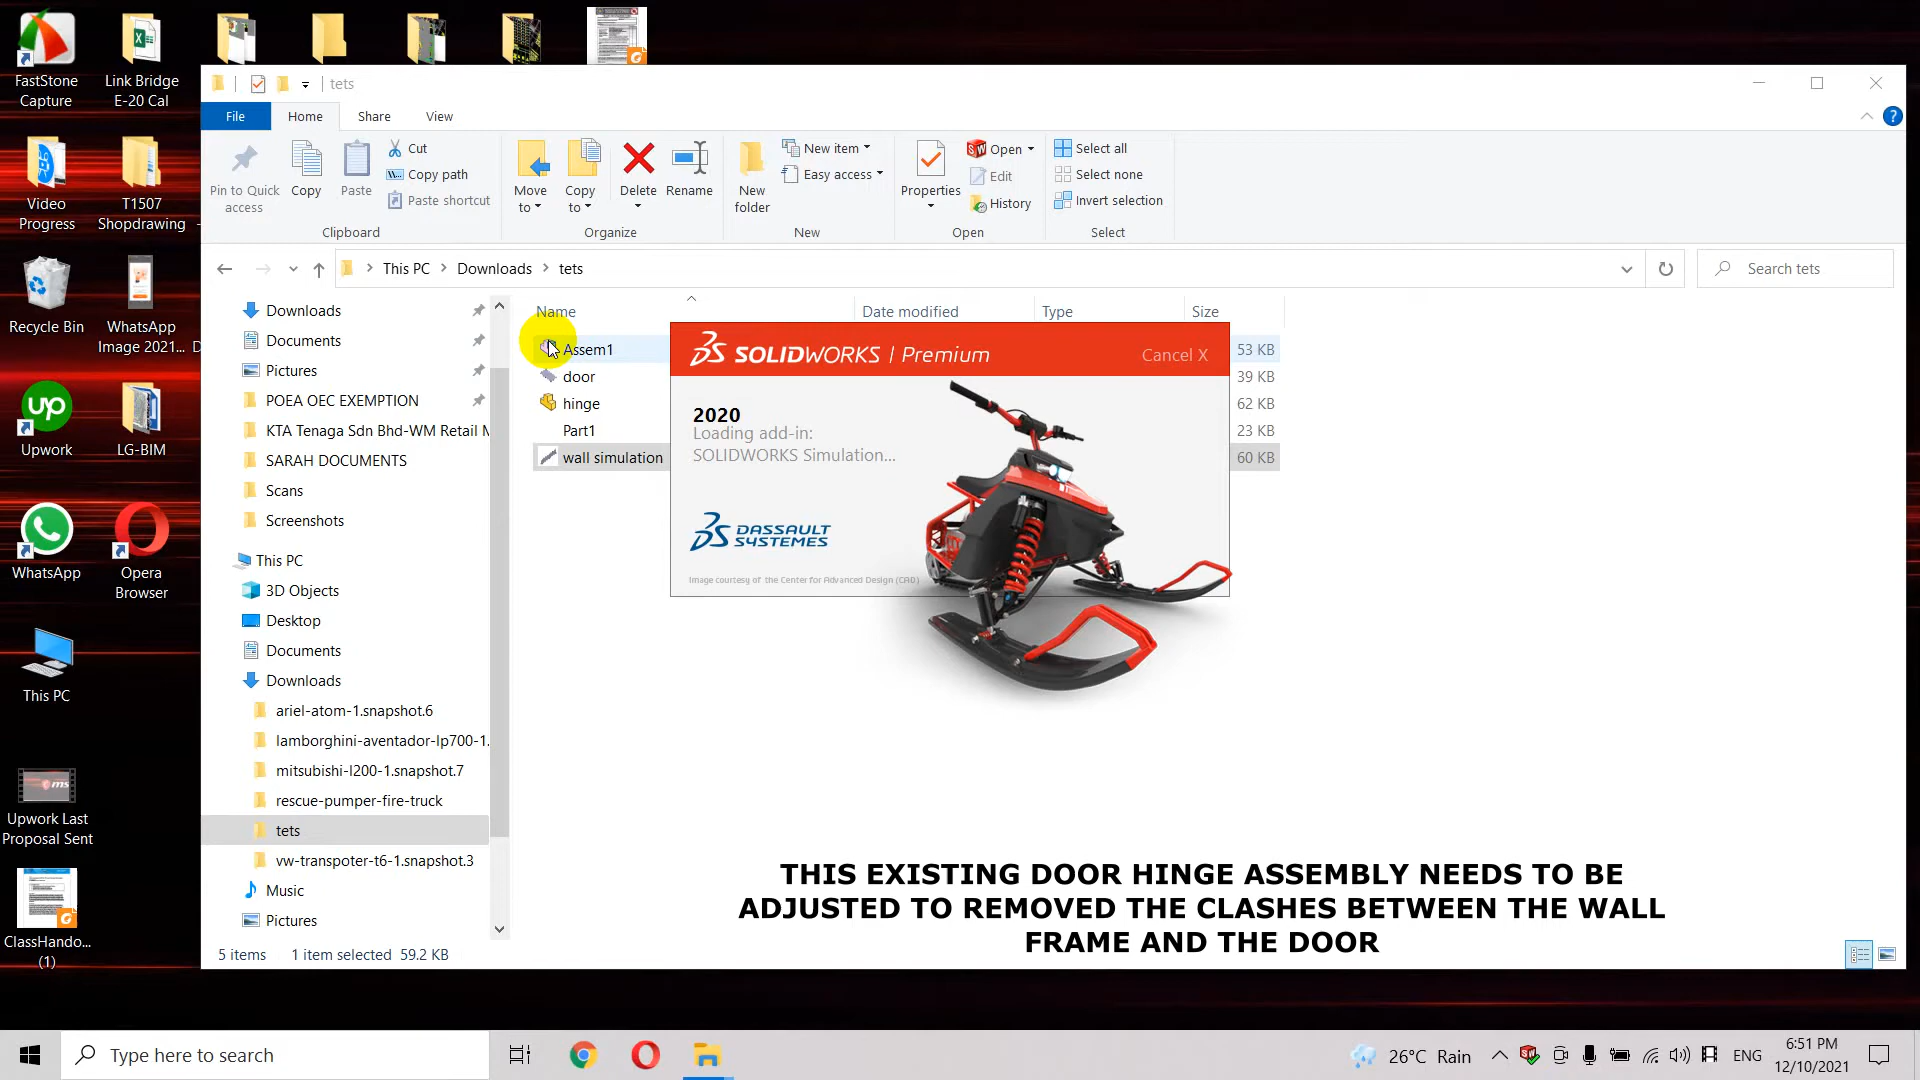 FastStone
Capture
Link Bridge
E-20 Cal
tets
File
Home
Share
View
Pin to Quick
access
Copy
Paste
Cut
Copy path
Paste shortcut
Clipboard
Move
to
Copy
to
Delete
Rename
Organize
New
folder
New item
Easy access
New
Properties
Open
Edit
History
Open
Select all
Select none
Invert selection
Select
This PC
Downloads
tets
Search tets
Video
Progress
T1507
Shopdrawing
Recycle Bin
WhatsApp
Image 2021...
Upwork
LG-BIM
WhatsApp
Opera
Browser
This PC
Upwork Last
Proposal Sent
ClassHando...
(1)
Downloads
Documents
Pictures
POEA OEC EXEMPTION
KTA Tenaga Sdn Bhd-WM Retail M
SARAH DOCUMENTS
Scans
Screenshots
This PC
3D Objects
Desktop
Documents
Downloads
ariel-atom-1.snapshot.6
lamborghini-aventador-lp700-1.
mitsubishi-l200-1.snapshot.7
rescue-pumper-fire-truck
tets
vw-transpoter-t6-1.snapshot.3
Music
Pictures
Name
Date modified
Type
Size
Assem1
53 KB
door
39 KB
hinge
62 KB
Part1
23 KB
wall simulation
60 KB
SOLIDWORKS | Premium
Cancel X
2020
Loading add-in:
SOLIDWORKS Simulation...
DASSAULT
SYSTEMES
Image courtesy of the Center for Advanced Design (CAD)
THIS EXISTING DOOR HINGE ASSEMBLY NEEDS TO BE
ADJUSTED TO REMOVED THE CLASHES BETWEEN THE WALL
FRAME AND THE DOOR
5 items
1 item selected 59.2 KB
Type here to search
26°C Rain
ENG
6:51 PM
12/10/2021